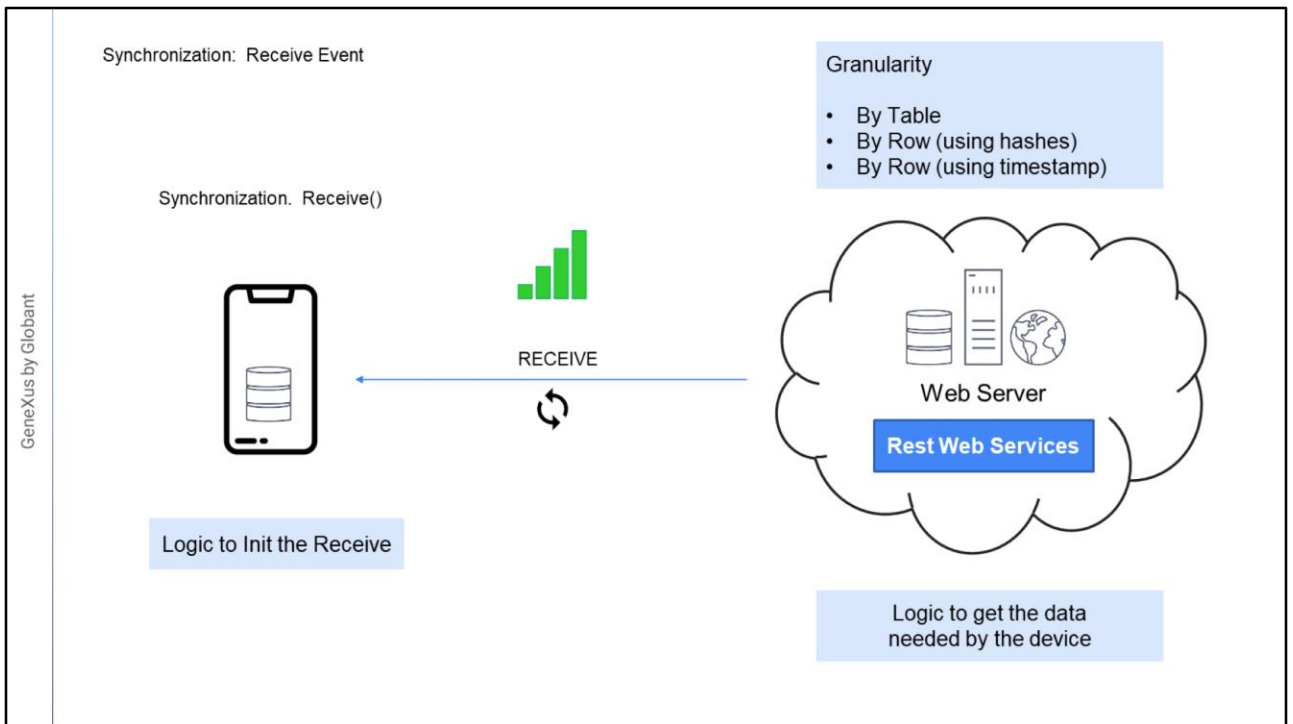 Synchronization: Receive Event
Granularity
• By Table
• By Row (using hashes)
• By Row (using timestamp)
Synchronization. Receive()
GeneXus by Globant
RECEIVE
Web Server
Rest Web Services
Logic to Init the Receive
Logic to get the data
needed by the device